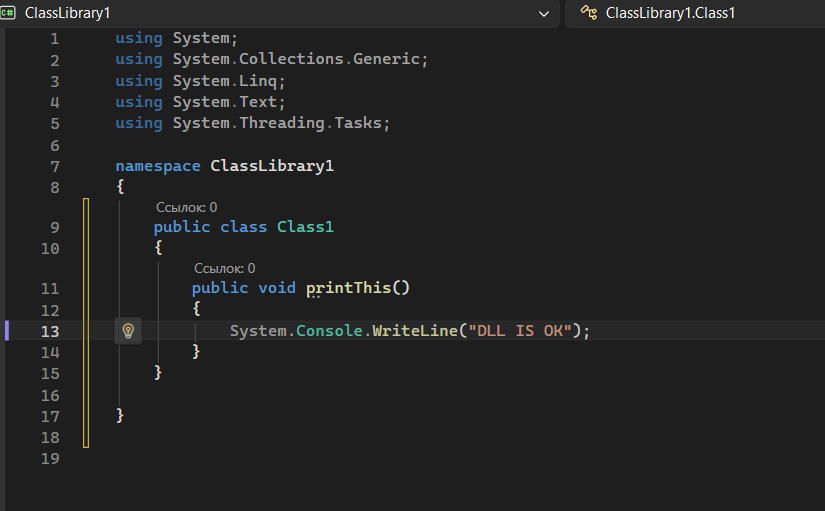 C# ClassLibrary1 ClassLibrary1.Class1
1 using System;
2 using System.Collections.Generic;
3 using System.Linq;
4 using System.Text;
5 using System.Threading.Tasks;
6
7 namespace ClassLibrary1
8 {
Ссылок: 0
9 public class Class1
10 {
Ссылок: 0
11 public void printThis()
12 {
13 System.Console.WriteLine("DLL IS OK");
14 }
15 }
16
17 }
18
19